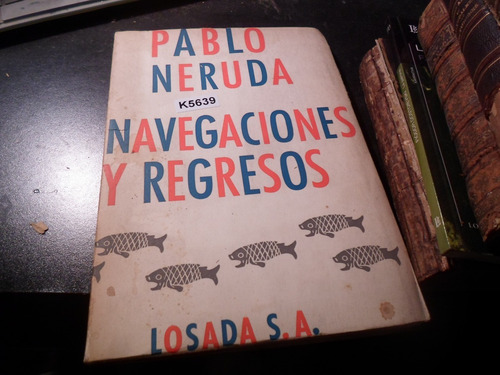 PABLO
NERUDA
K5639
NAVEGACIONES
Y REGRESOS
LOSADA S.A.